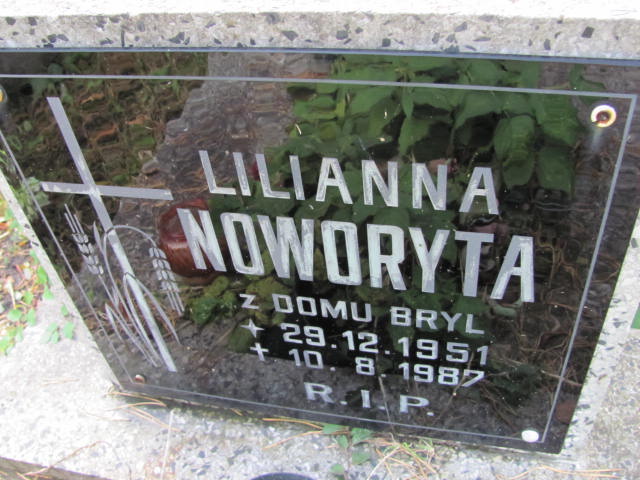 LILIANNA
NOWORYTA
Z DOMU BRYL
* 29.12.1951
+ 10.8.1987
R.I.P.